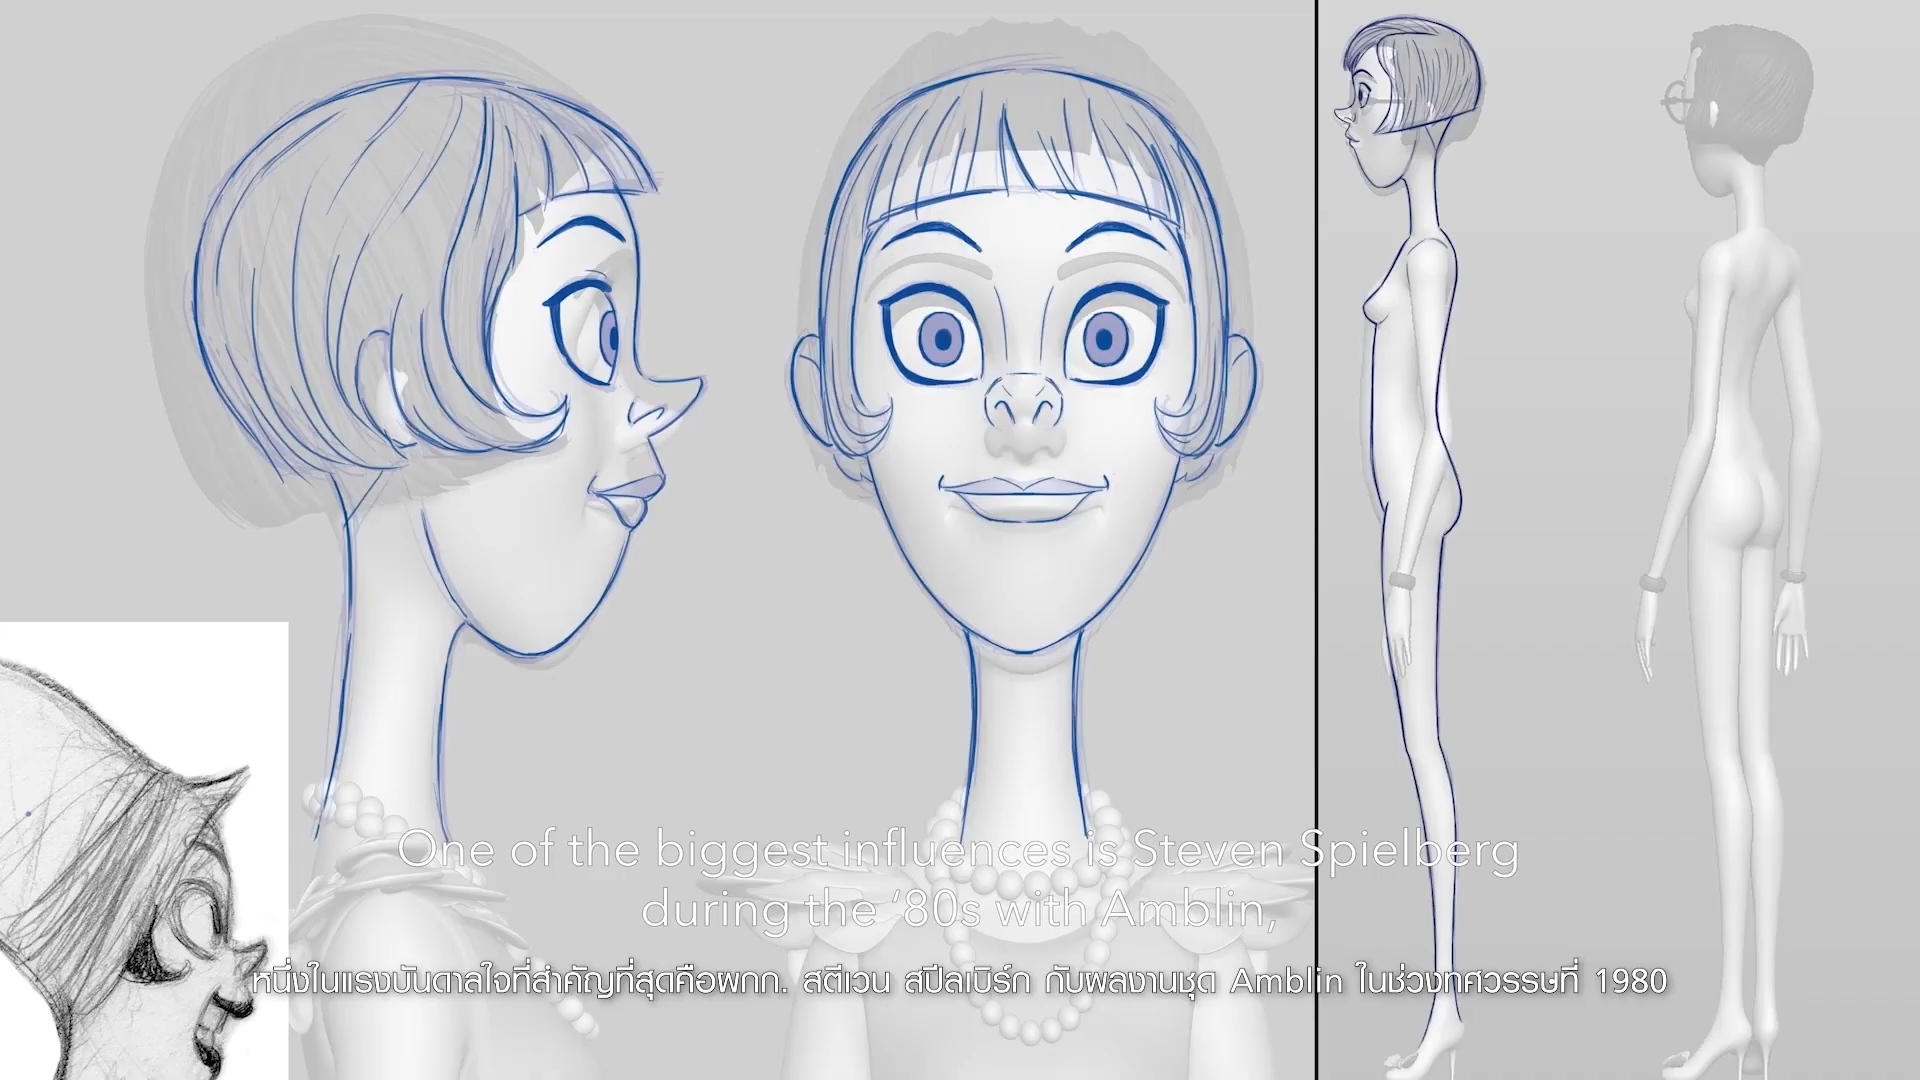 One of the biggest influences is Steven Spielberg
during the ‘80s with Amblin,
หนึ่งในแรงบันดาลใจที่สำคัญที่สุดคือผกก. สตีเวน สปีลเบิร์ก กับผลงานชุด Amblin ในช่วงทศวรรษที่ 1980